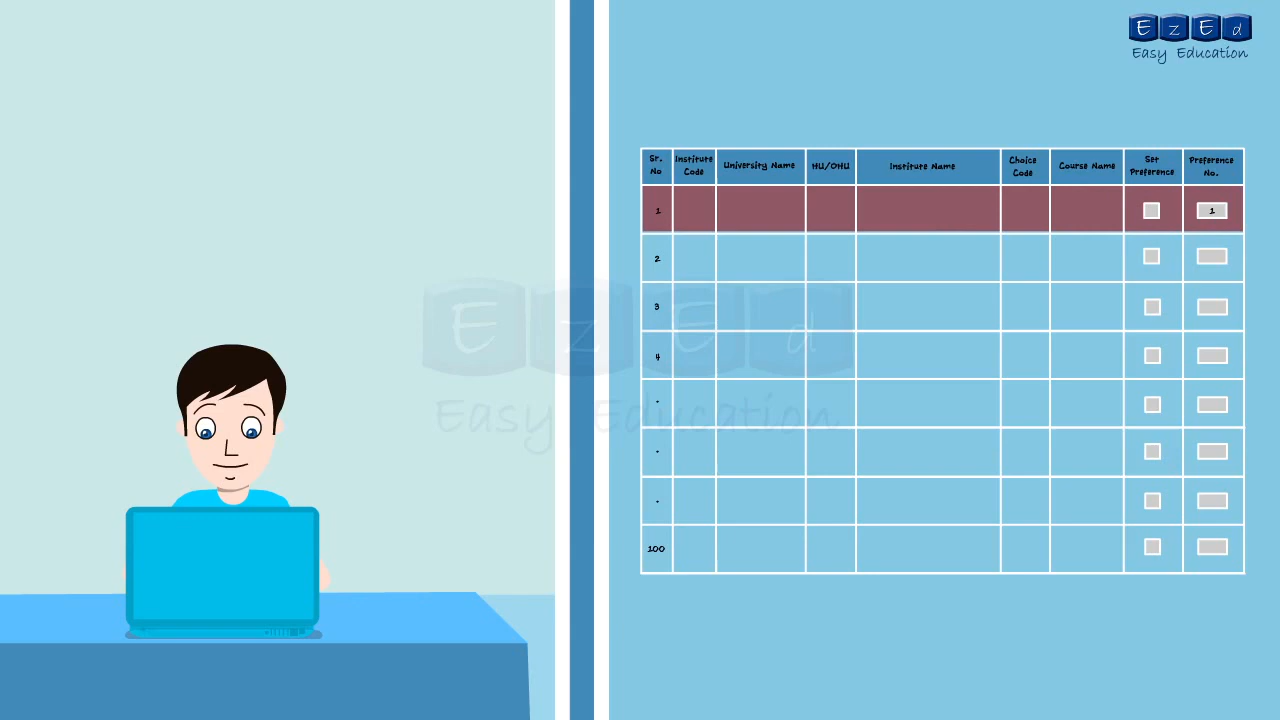 E z E d
Easy Education
Sr. No Institute Code University Name HU/OHU Institute Name Choice Code Course Name Set Preference Preference No.
1 1
2
3
4
.
.
.
100
E z E d
Easy Education